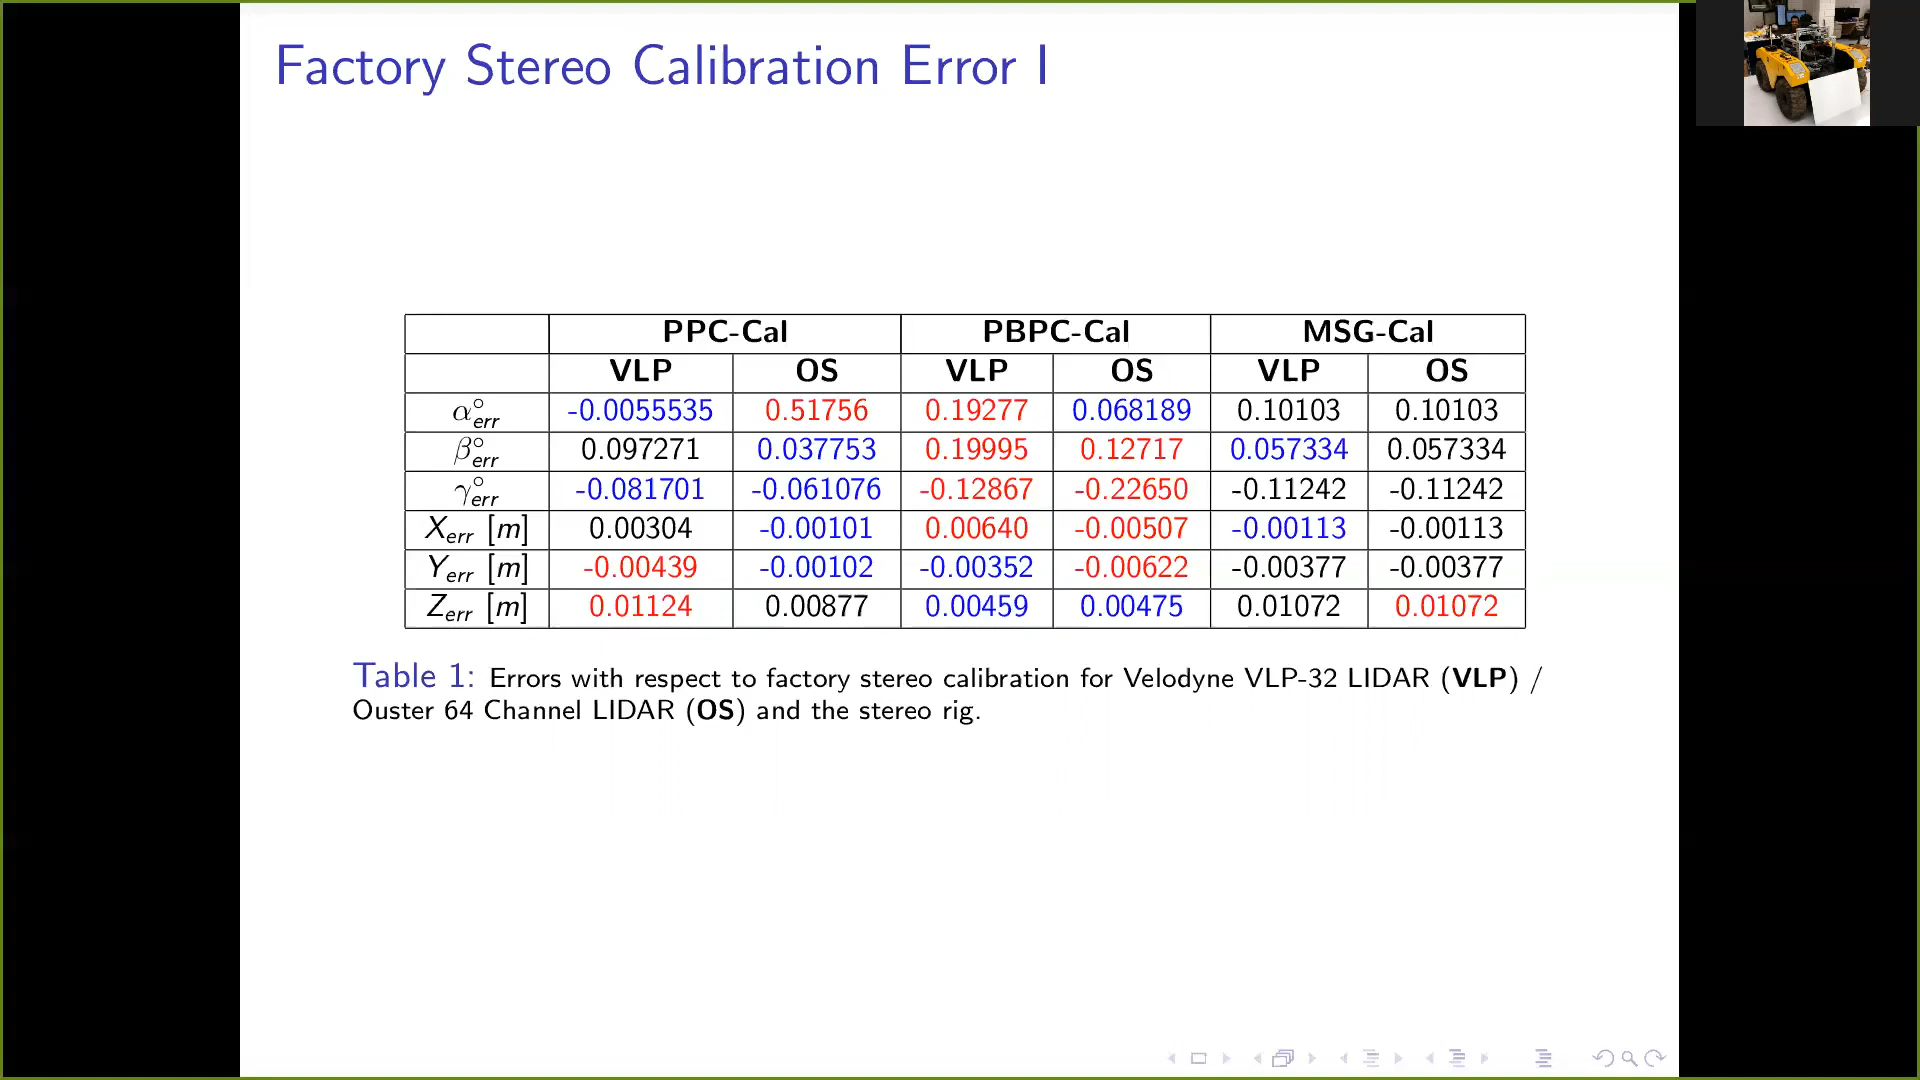 Factory Stereo Calibration Error I
PPC-Cal PBPC-Cal MSG-Cal
VLP OS VLP OS VLP OS
α°err -0.0055535 0.51756 0.19277 0.068189 0.10103 0.10103
β°err 0.097271 0.037753 0.19995 0.12717 0.057334 0.057334
γ°err -0.081701 -0.061076 -0.12867 -0.22650 -0.11242 -0.11242
Xerr [m] 0.00304 -0.00101 0.00640 -0.00507 -0.00113 -0.00113
Yerr [m] -0.00439 -0.00102 -0.00352 -0.00622 -0.00377 -0.00377
Zerr [m] 0.01124 0.00877 0.00459 0.00475 0.01072 0.01072
Table 1: Errors with respect to factory stereo calibration for Velodyne VLP-32 LIDAR (VLP) /
Ouster 64 Channel LIDAR (OS) and the stereo rig.